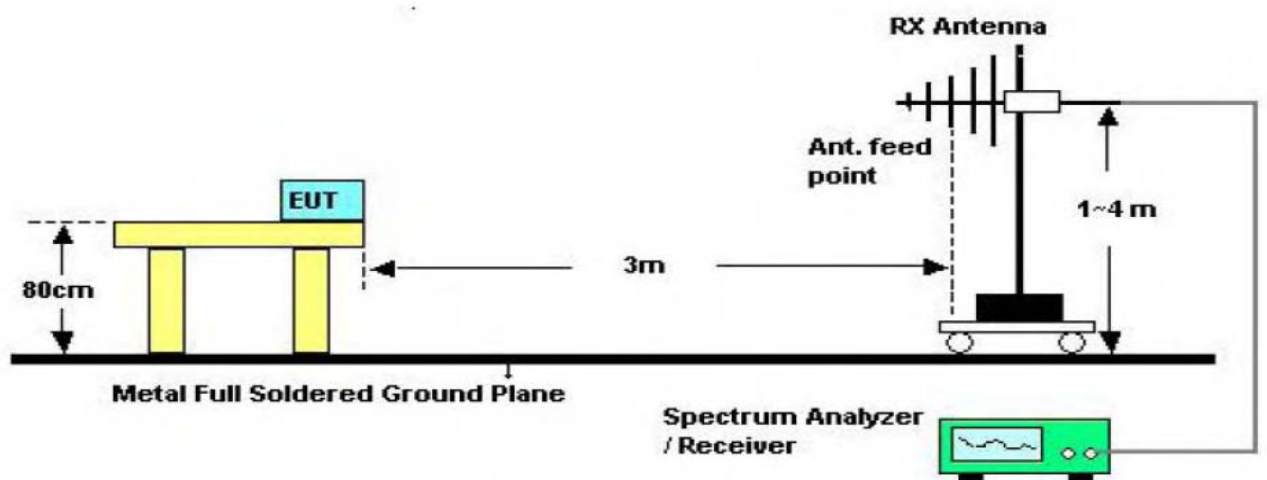 RX Antenna
Ant. feed
point
EUT
1~4 m
3m
80cm
Metal Full Soldered Ground Plane
Spectrum Analyzer
/ Receiver